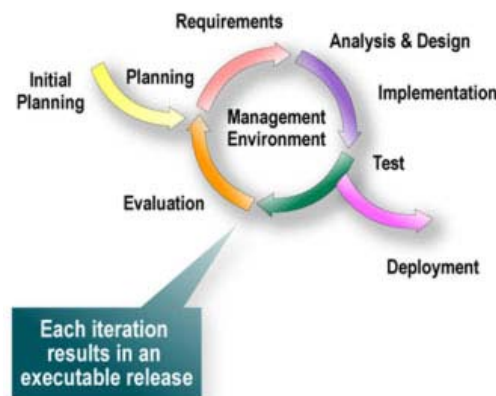 Requirements
Analysis & Design
Planning
Initial
Planning
Implementation
Management
Environment
Test
Evaluation
Deployment
Each iteration
results in an
executable release